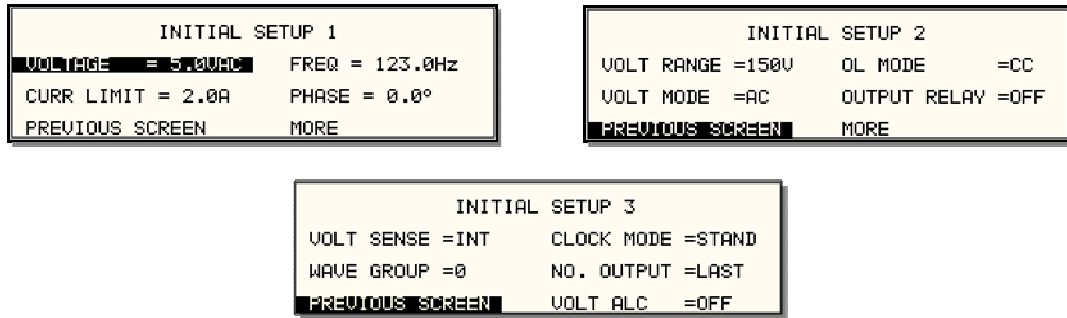 INITIAL SETUP 1
VOLTAGE = 5.0VAC FREQ = 123.0Hz
CURR LIMIT = 2.0A PHASE = 0.0°
PREVIOUS SCREEN MORE
INITIAL SETUP 2
VOLT RANGE =150V OL MODE =CC
VOLT MODE =AC OUTPUT RELAY =OFF
PREVIOUS SCREEN MORE
INITIAL SETUP 3
VOLT SENSE =INT CLOCK MODE =STAND
WAVE GROUP =0 NO. OUTPUT =LAST
PREVIOUS SCREEN VOLT ALC =OFF